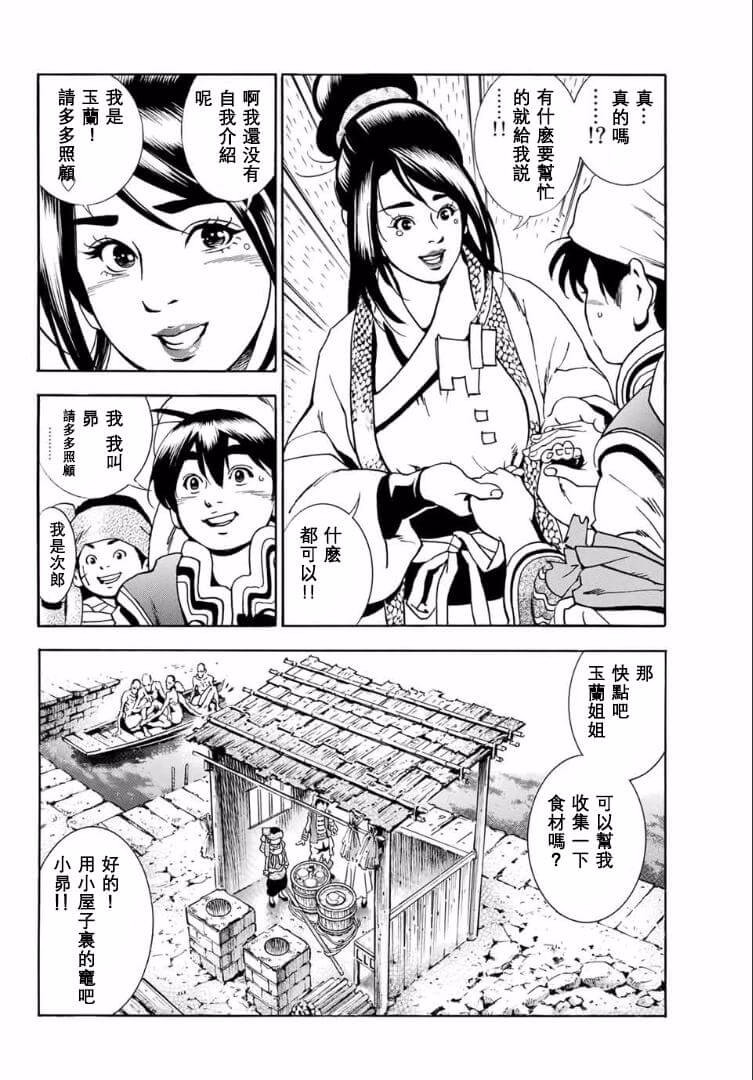 真…
真的嗎
……!?
有什麽要幫忙
的就給我説
……!!
什麽
都可以!!
啊我還没有
自我介紹
呢
我是
玉蘭!
請多多照顧
♡
我 我叫
昴
請多多照顧
……
我是次郎
那
快點吧
玉蘭姐姐
可以幫我
收集一下
食材嗎?
好的!
用小屋子裏的竈吧
小昴!!